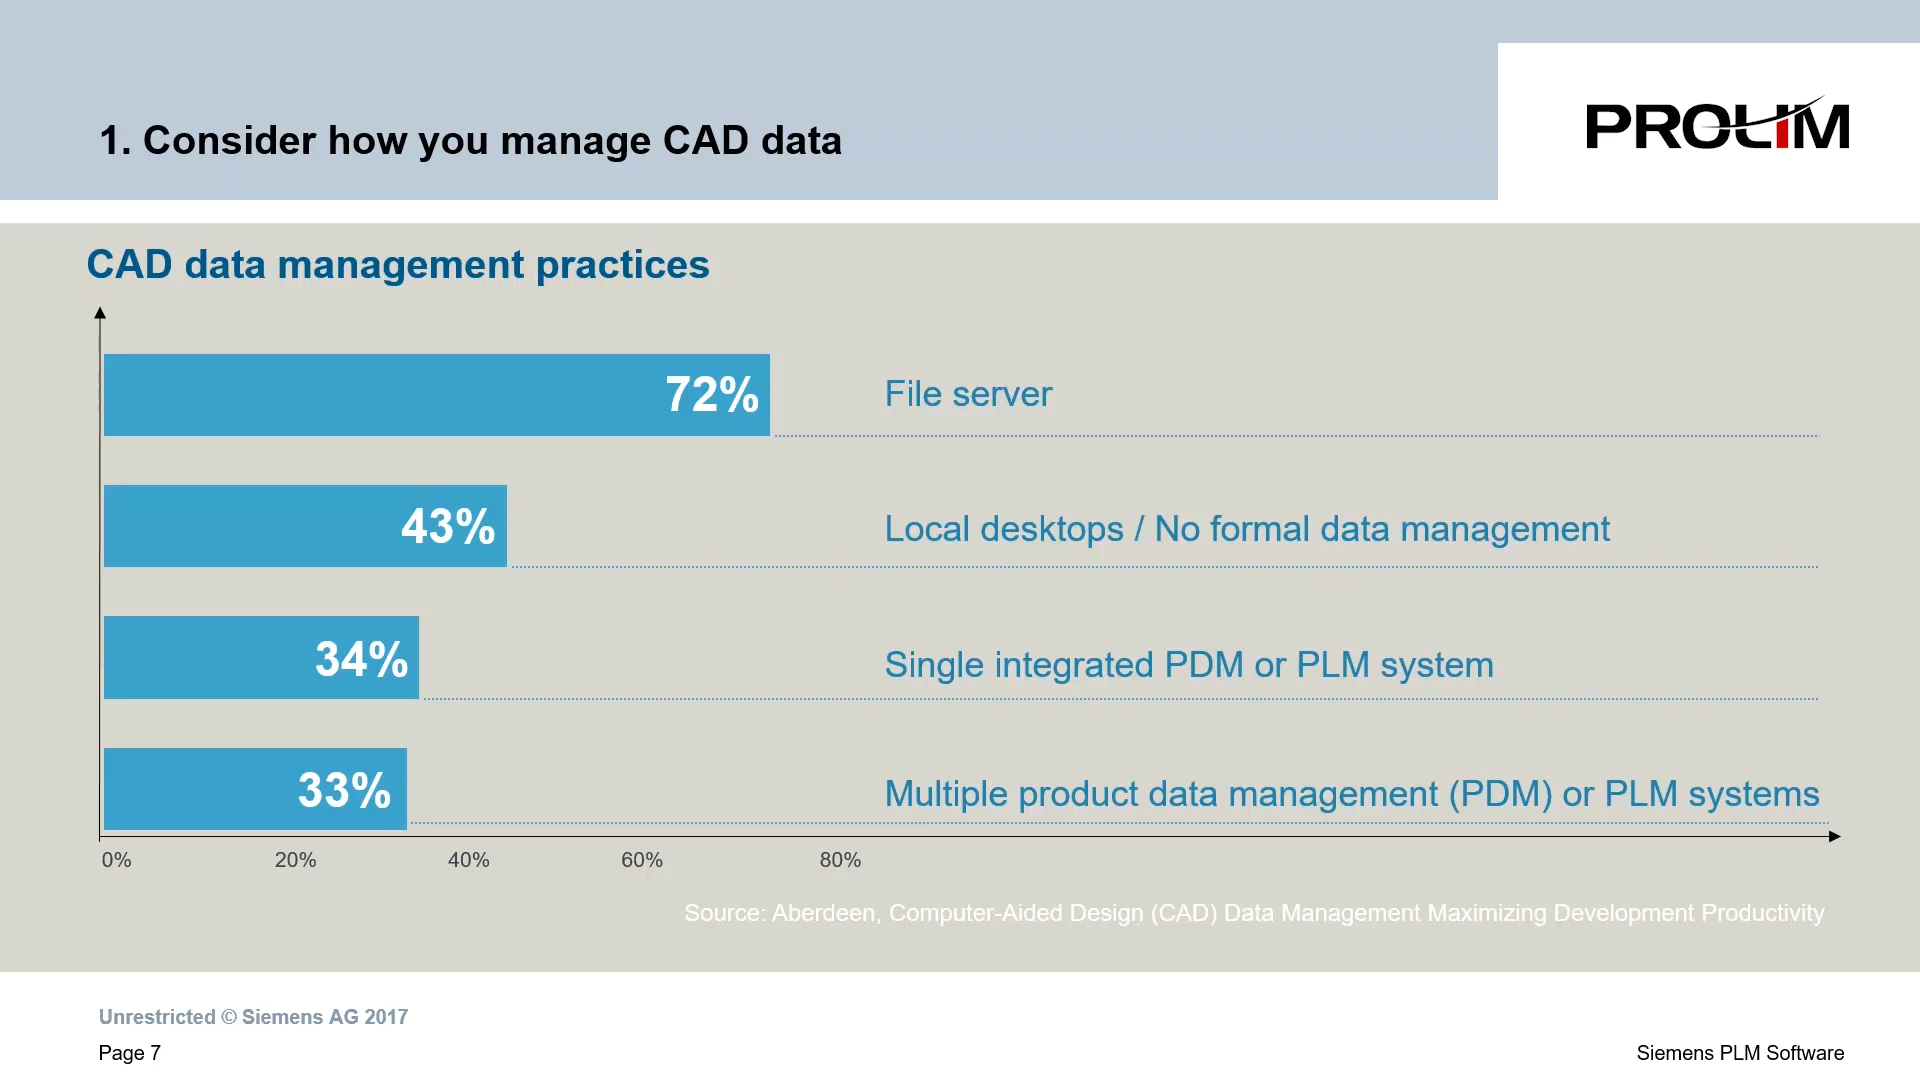 1. Consider how you manage CAD data
PROLIM
CAD data management practices
72% File server
43% Local desktops / No formal data management
34% Single integrated PDM or PLM system
33% Multiple product data management (PDM) or PLM systems
0% 20% 40% 60% 80%
Source: Aberdeen, Computer-Aided Design (CAD) Data Management Maximizing Development Productivity
Unrestricted © Siemens AG 2017
Page 7 Siemens PLM Software